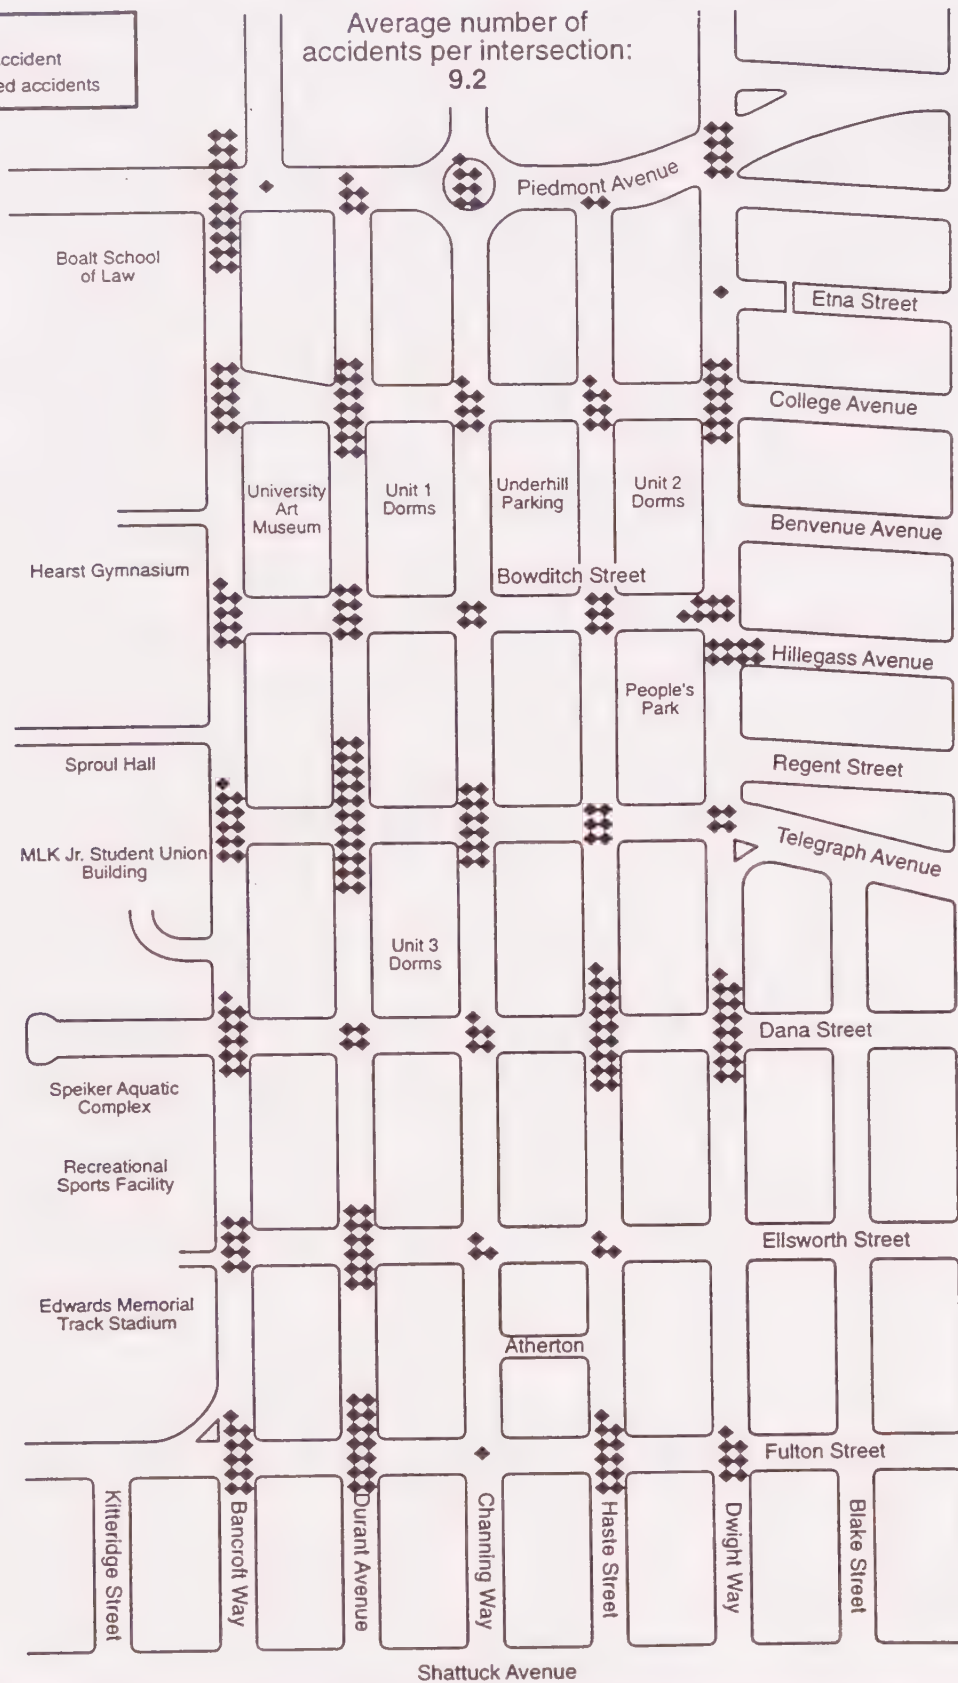 Average number of
accidents per intersection:
9.2
accidents
Piedmont Avenue
Boalt School
of Law
Etna Street
College Avenue
University
Art
Museum
Unit 1
Dorms
Underhill
Parking
Unit 2
Dorms
Benvenue Avenue
Hearst Gymnasium
Bowditch Street
Hillegass Avenue
People's
Park
Sproul Hall
Regent Street
MLK Jr. Student Union
Building
Telegraph Avenue
Unit 3
Dorms
Dana Street
Speiker Aquatic
Complex
Recreational
Sports Facility
Ellsworth Street
Edwards Memorial
Track Stadium
Atherton
Fulton Street
Kitteridge Street
Bancroft Way
Durant Avenue
Channing Way
Haste Street
Dwight Way
Blake Street
Shattuck Avenue